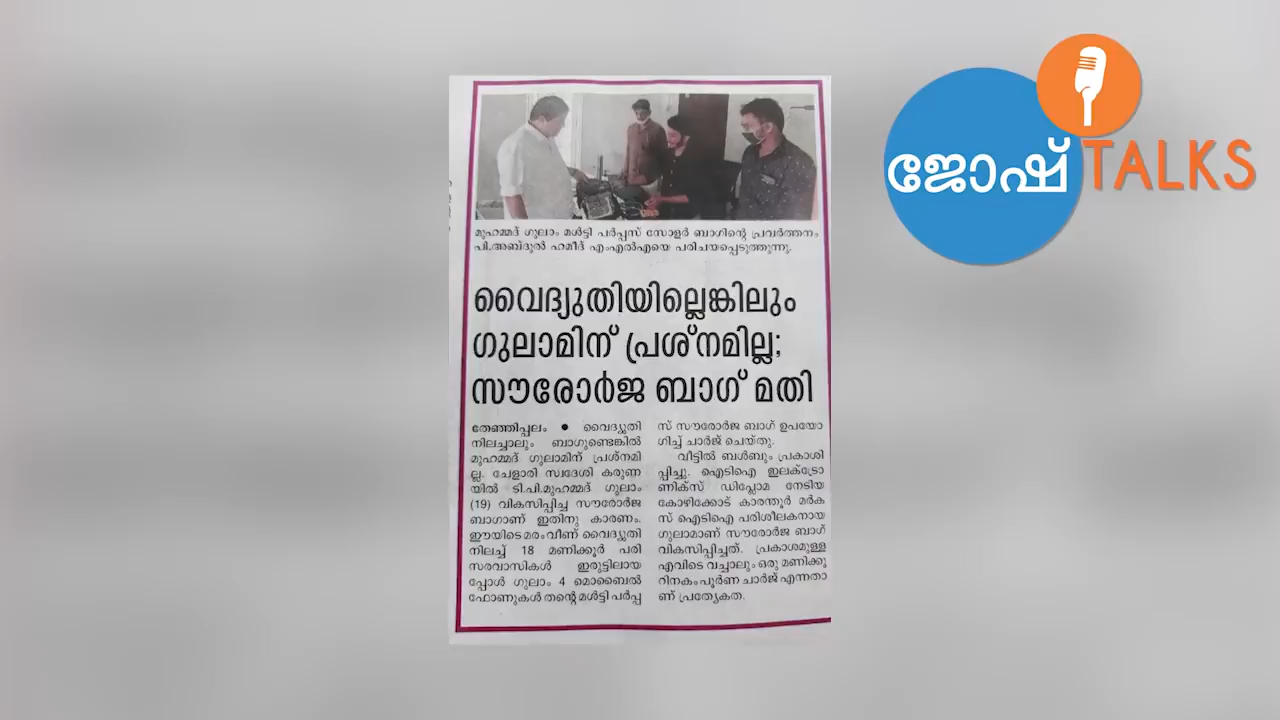 ജോഷ് TALKS
മുഹമ്മദ് ഗുലാം മൾട്ടി പർപ്പസ് സോളർ ബാഗിന്റെ പ്രവർത്തനം
പി.അബ്ദുൽ ഹമീദ് എംഎൽഎയെ പരിചയപ്പെടുത്തുന്നു.
വൈദ്യുതിയില്ലെങ്കിലും
ഗുലാമിന് പ്രശ്നമില്ല;
സൗരോർജ ബാഗ് മതി
തേഞ്ഞിപ്പലം ● വൈദ്യുതി
നിലച്ചാലും ബാഗുണ്ടെങ്കിൽ
മുഹമ്മദ് ഗുലാമിന് പ്രശ്നമി
ല്ല. ചേളാരി സ്വദേശി കരുണ
യിൽ ടി.പി.മുഹമ്മദ് ഗുലാം
(19) വികസിപ്പിച്ച സൗരോർജ
ബാഗാണ് ഇതിനു കാരണം.
ഈയിടെ മരം വീണ് വൈദ്യുതി
നിലച്ച് 18 മണിക്കൂർ പരി
സരവാസികൾ ഇരുട്ടിലായ
പ്പോൾ ഗുലാം 4 മൊബൈൽ
ഫോണുകൾ തന്റെ മൾട്ടി പർപ്പ
സ് സൗരോർജ ബാഗ് ഉപയോ
ഗിച്ച് ചാർജ് ചെയ്തു.
വീട്ടിൽ ബൾബും പ്രകാശി
പ്പിച്ചു. ഐടിഐ ഇലക്ട്രോ
ണിക്സ് ഡിപ്ലോമ നേടിയ
കോഴിക്കോട് കാരന്തൂർ മർക
സ് ഐടിഐ പരിശീലകനായ
ഗുലാമാണ് സൗരോർജ ബാഗ്
വികസിപ്പിച്ചത്. പ്രകാശമുള്ള
എവിടെ വച്ചാലും ഒരു മണിക്കൂ
റിനകം പൂർണ ചാർജ് എന്നതാ
ണ് പ്രത്യേകത.